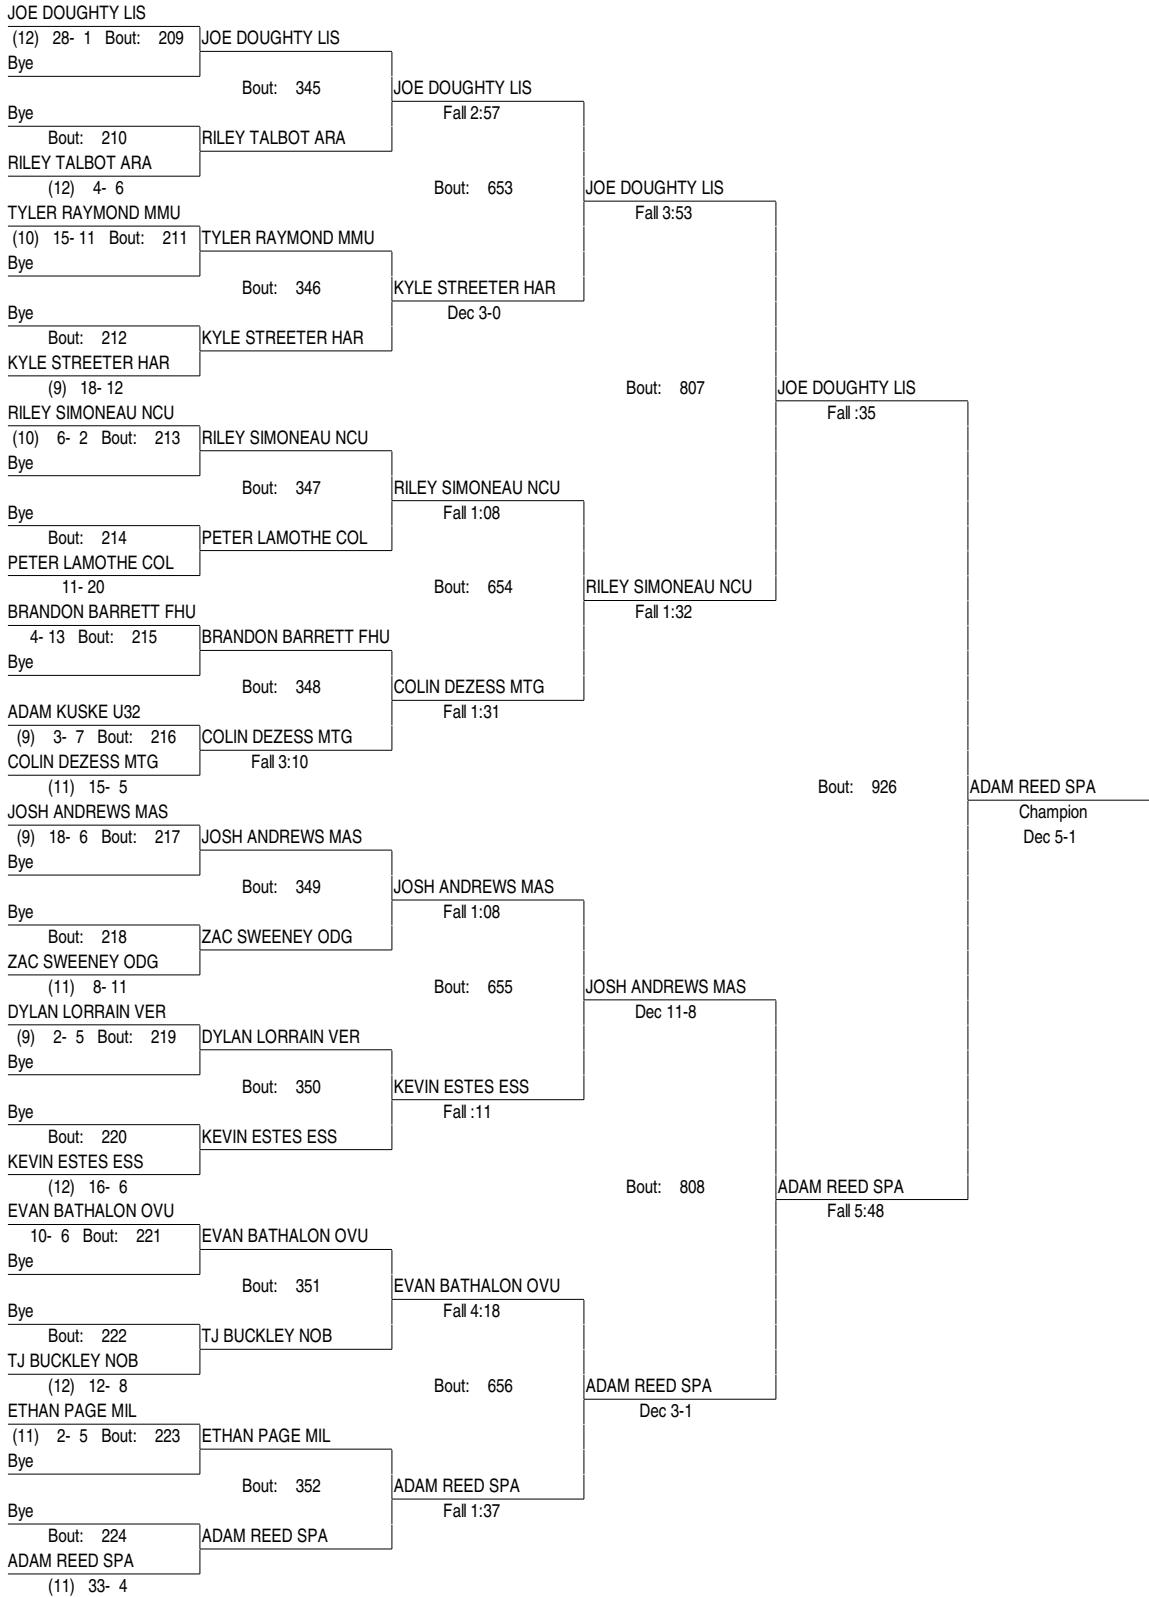 JOE DOUGHTY LIS
(12) 28- 1 Bout: 209 JOE DOUGHTY LIS
Bye
Bout: 345 JOE DOUGHTY LIS
Bye Fall 2:57
Bout: 210 RILEY TALBOT ARA
RILEY TALBOT ARA
(12) 4- 6 Bout: 653 JOE DOUGHTY LIS
TYLER RAYMOND MMU Fall 3:53
(10) 15- 11 Bout: 211 TYLER RAYMOND MMU
Bye
Bout: 346 KYLE STREETER HAR
Bye Dec 3-0
Bout: 212 KYLE STREETER HAR
KYLE STREETER HAR
(9) 18- 12 Bout: 807 JOE DOUGHTY LIS
RILEY SIMONEAU NCU Fall :35
(10) 6- 2 Bout: 213 RILEY SIMONEAU NCU
Bye
Bout: 347 RILEY SIMONEAU NCU
Bye Fall 1:08
Bout: 214 PETER LAMOTHE COL
PETER LAMOTHE COL
11- 20 Bout: 654 RILEY SIMONEAU NCU
BRANDON BARRETT FHU Fall 1:32
4- 13 Bout: 215 BRANDON BARRETT FHU
Bye
Bout: 348 COLIN DEZESS MTG
ADAM KUSKE U32 Fall 1:31
(9) 3- 7 Bout: 216 COLIN DEZESS MTG
COLIN DEZESS MTG Fall 3:10
(11) 15- 5 Bout: 926 ADAM REED SPA
JOSH ANDREWS MAS Champion
(9) 18- 6 Bout: 217 JOSH ANDREWS MAS Dec 5-1
Bye
Bout: 349 JOSH ANDREWS MAS
Bye Fall 1:08
Bout: 218 ZAC SWEENEY ODG
ZAC SWEENEY ODG
(11) 8- 11 Bout: 655 JOSH ANDREWS MAS
DYLAN LORRAIN VER Dec 11-8
(9) 2- 5 Bout: 219 DYLAN LORRAIN VER
Bye
Bout: 350 KEVIN ESTES ESS
Bye Fall :11
Bout: 220 KEVIN ESTES ESS
KEVIN ESTES ESS
(12) 16- 6 Bout: 808 ADAM REED SPA
EVAN BATHALON OVU Fall 5:48
10- 6 Bout: 221 EVAN BATHALON OVU
Bye
Bout: 351 EVAN BATHALON OVU
Bye Fall 4:18
Bout: 222 TJ BUCKLEY NOB
TJ BUCKLEY NOB
(12) 12- 8 Bout: 656 ADAM REED SPA
ETHAN PAGE MIL Dec 3-1
(11) 2- 5 Bout: 223 ETHAN PAGE MIL
Bye
Bout: 352 ADAM REED SPA
Bye Fall 1:37
Bout: 224 ADAM REED SPA
ADAM REED SPA
(11) 33- 4